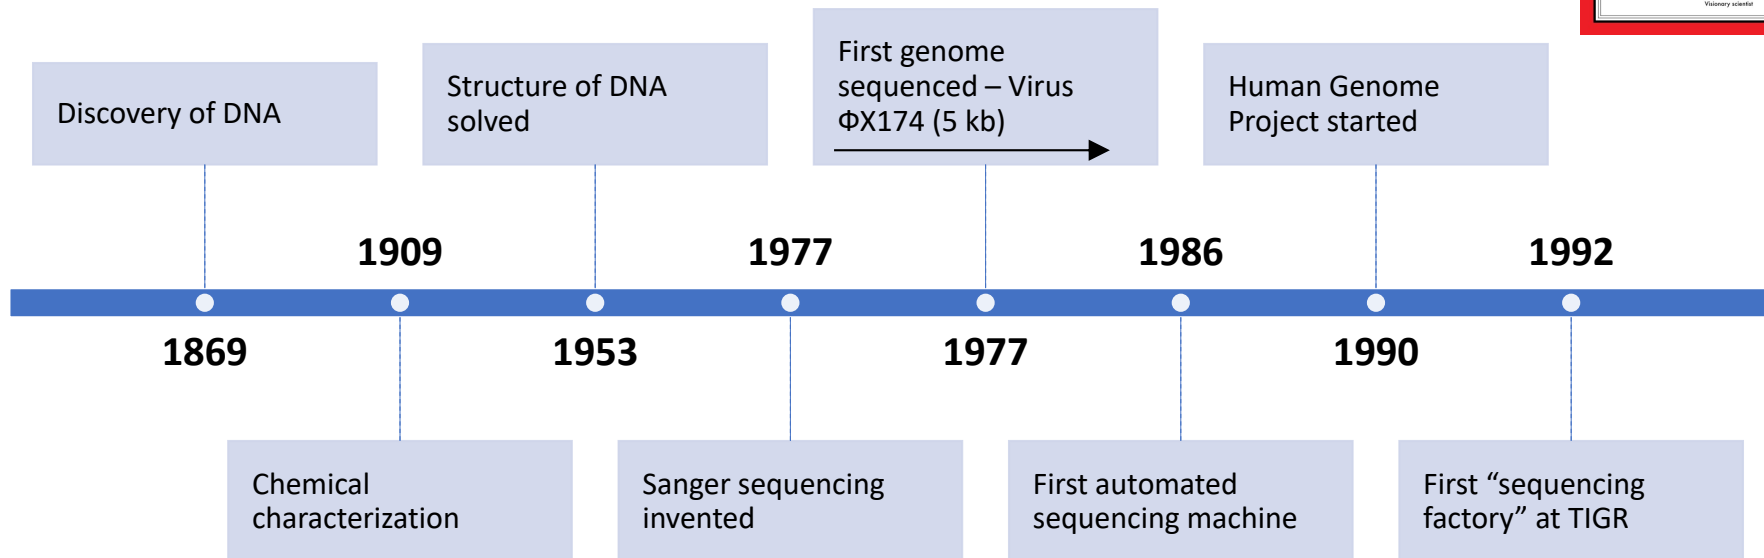 Visionary scientist
Discovery of DNA
Structure of DNA
solved
First genome
sequenced – Virus
ΦX174 (5 kb)
Human Genome
Project started
1909
1977
1986
1992
1869
1953
1977
1990
Chemical
characterization
Sanger sequencing
invented
First automated
sequencing machine
First “sequencing
factory” at TIGR